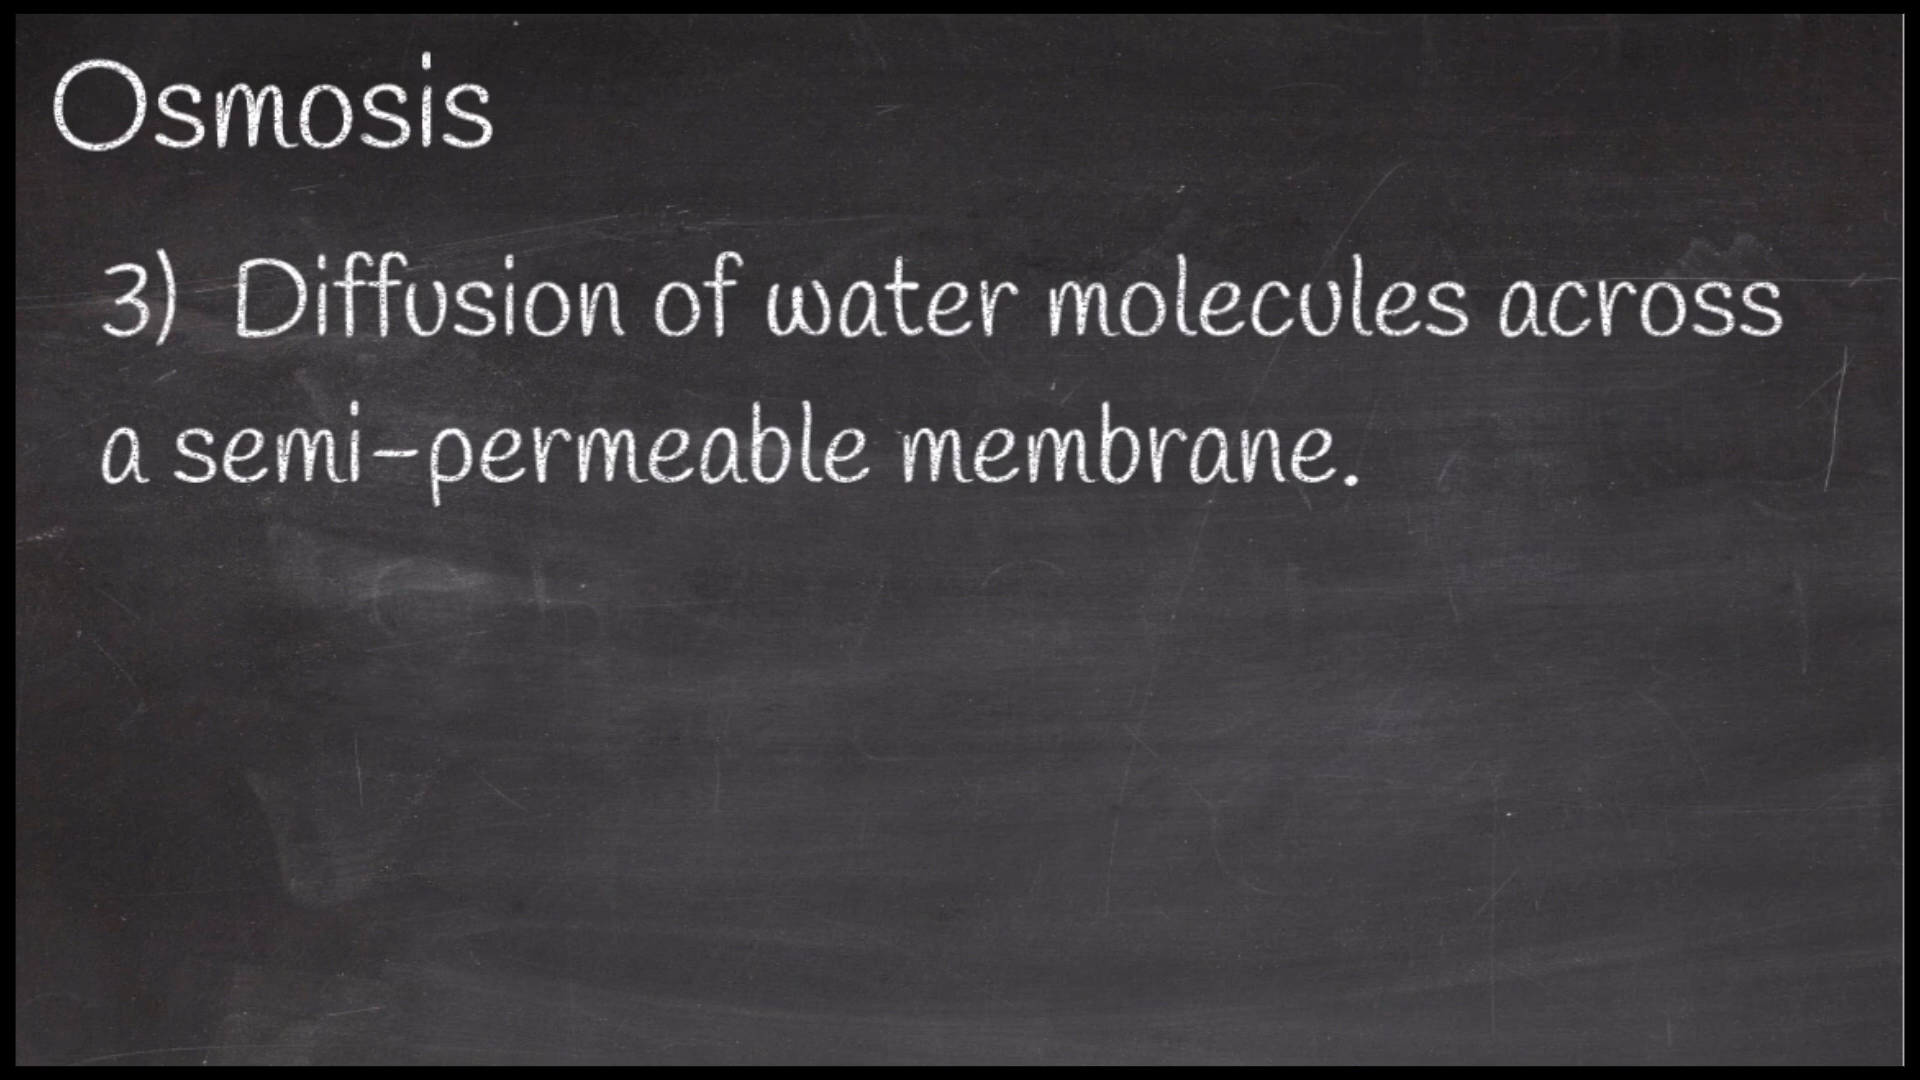 Osmosis
3) Diffusion of water molecules across
a semi-permeable membrane.